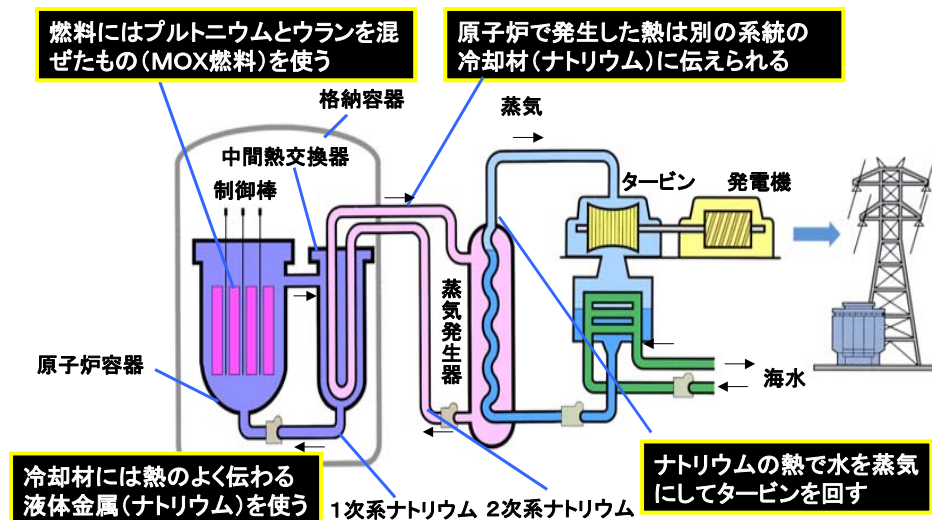 燃料にはプルトニウムとウランを混
ぜたもの（ＭＯＸ燃料）を使う
原子炉で発生した熱は別の系統の
冷却材（ナトリウム）に伝えられる
格納容器
蒸気
中間熱交換器
制御棒
タービン
発電機
蒸気発生器
原子炉容器
海水
冷却材には熱のよく伝わる
液体金属（ナトリウム）を使う
1次系ナトリウム
2次系ナトリウム
ナトリウムの熱で水を蒸気
にしてタービンを回す